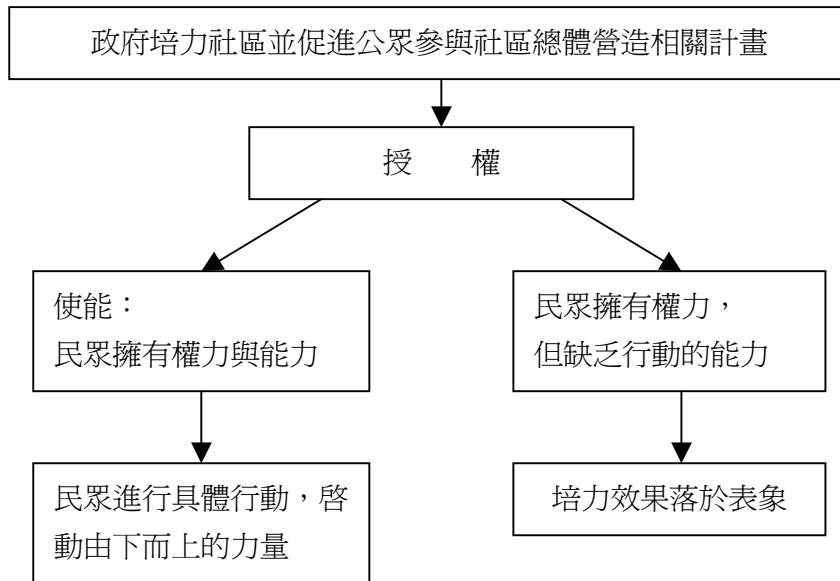 政府培力社區並促進公眾參與社區總體營造相關計畫
授　權
使能：
民眾擁有權力與能力
民眾擁有權力，
但缺乏行動的能力
民眾進行具體行動，啓
動由下而上的力量
培力效果落於表象